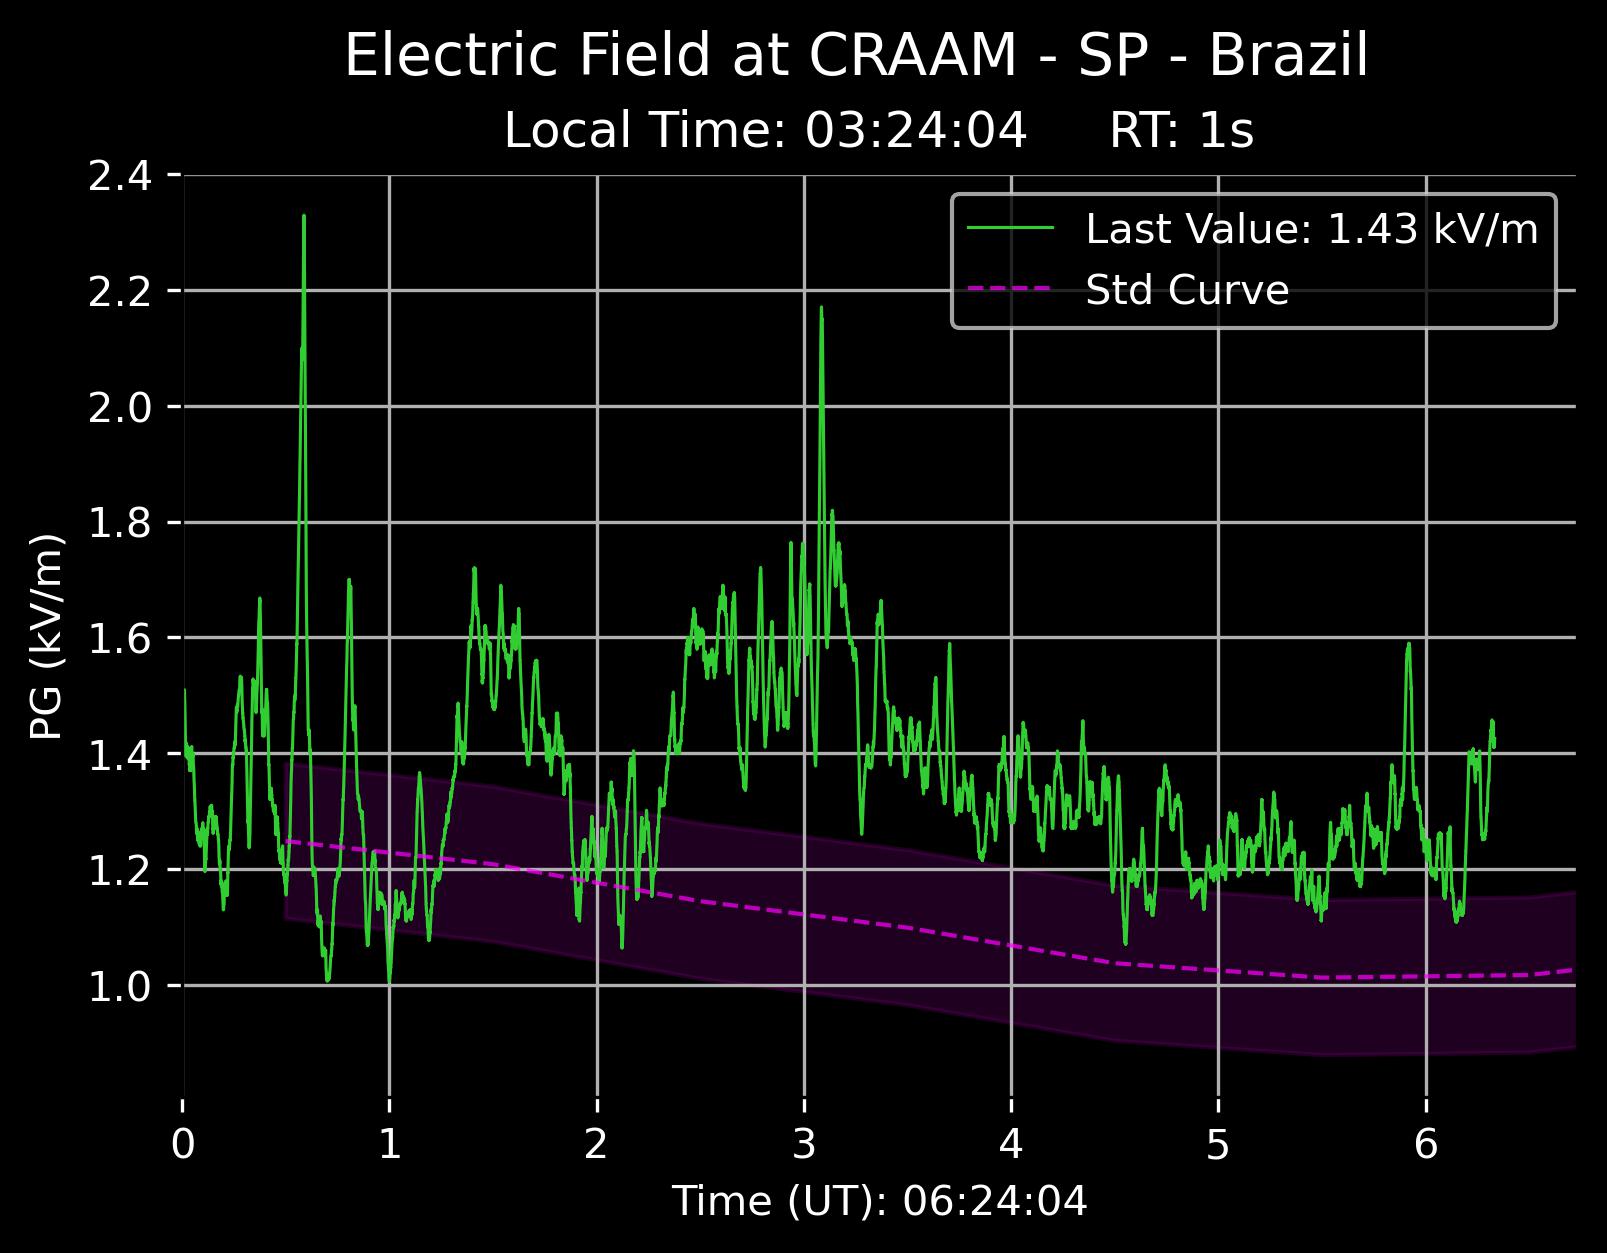 Electric Field at CRAAM - SP - Brazil
Local Time: 03:24:04 RT: 1s
Last Value: 1.43 kV/m
Std Curve
PG (kV/m)
2.4
2.2
2.0
1.8
1.6
1.4
1.2
1.0
0 1 2 3 4 5 6
Time (UT): 06:24:04